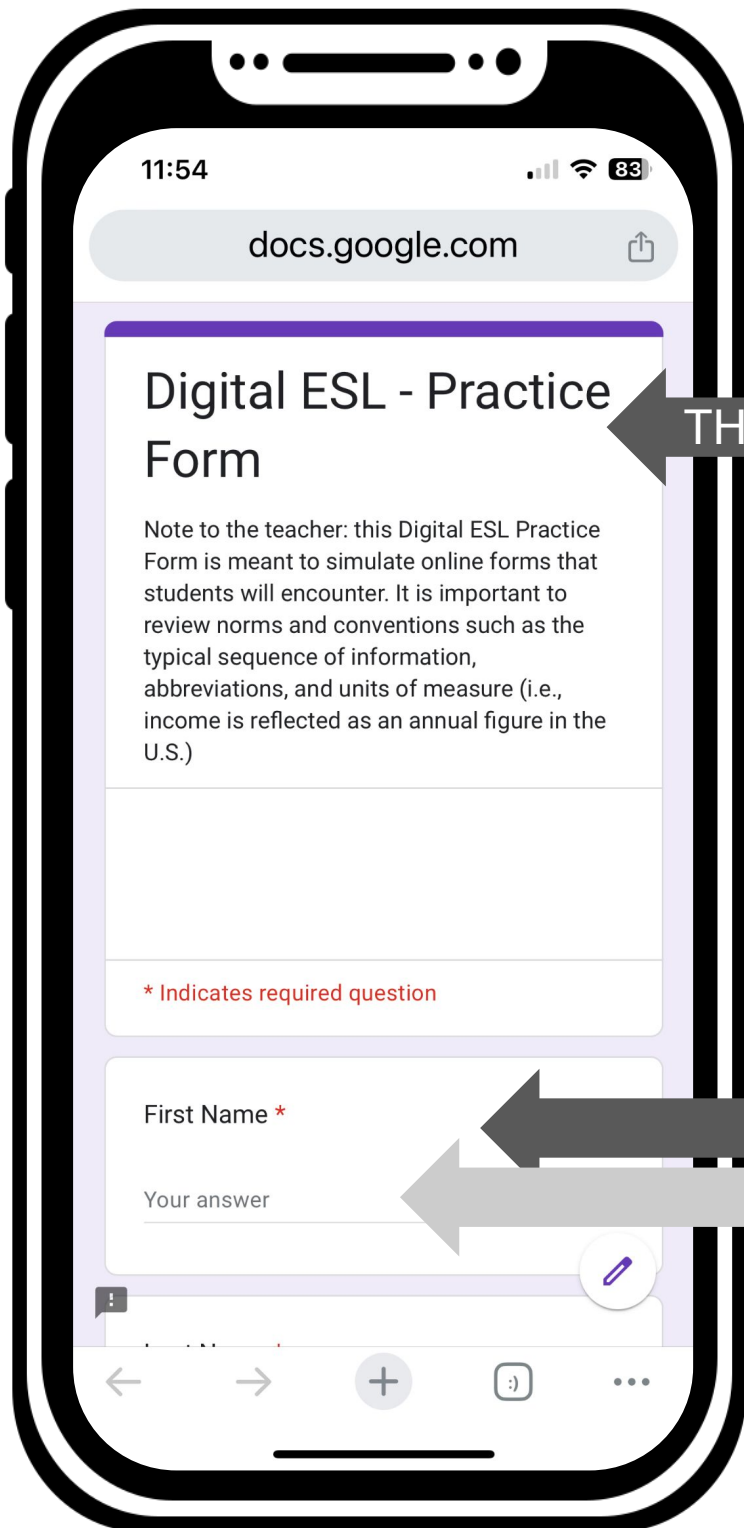 11:54
83
docs.google.com
Digital ESL - Practice
Form
TH
Note to the teacher: this Digital ESL Practice
Form is meant to simulate online forms that
students will encounter. It is important to
review norms and conventions such as the
typical sequence of information,
abbreviations, and units of measure (i.e.,
income is reflected as an annual figure in the
U.S.)
* Indicates required question
First Name *
Your answer
:)